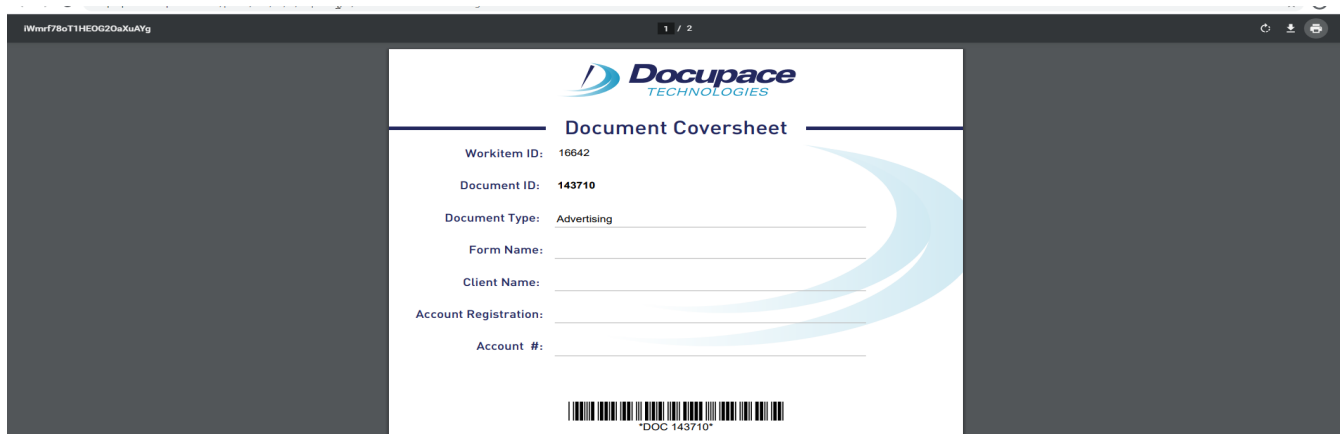 iWmrf78oT1HEOG2OaXuAYg
1 / 2
Docupace
TECHNOLOGIES
Document Coversheet
Workitem ID: 16642
Document ID: 143710
Document Type: Advertising
Form Name:
Client Name:
Account Registration:
Account #:
*DOC 143710*